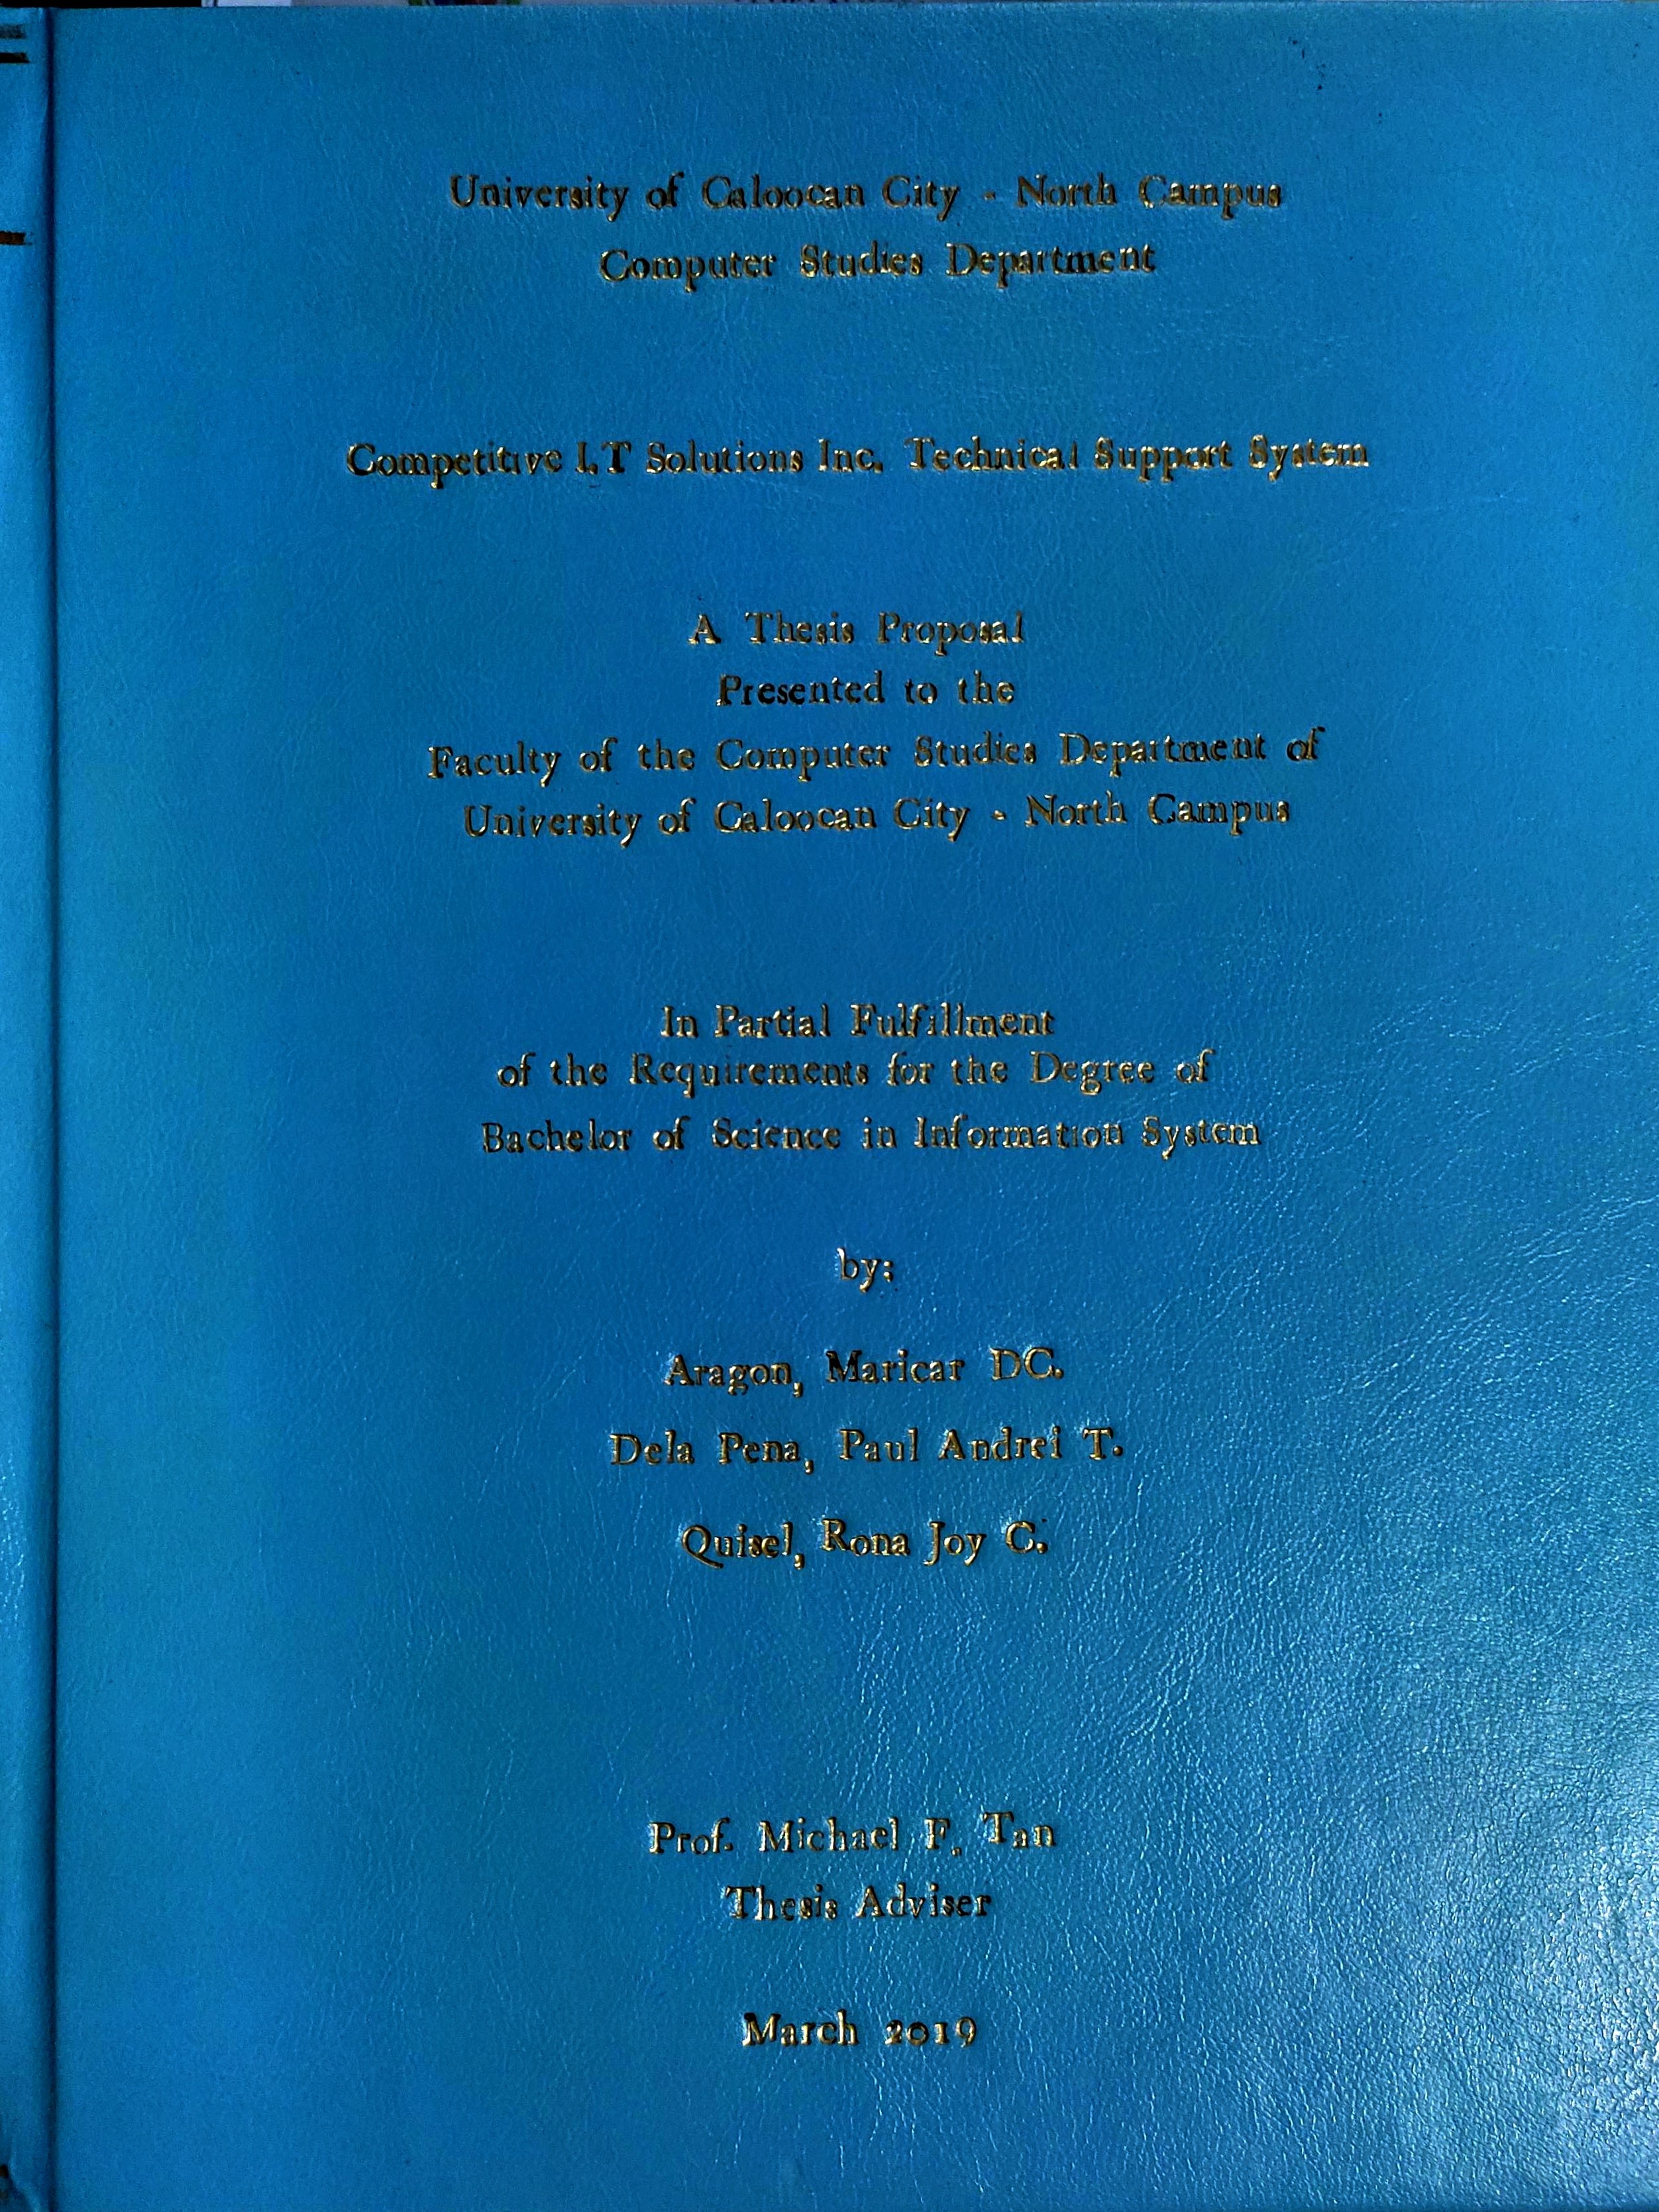 University of Caloocan City - North Campus
Computer Studies Department
Competitive I.T Solutions Inc. Technical Support System
A Thesis Proposal
Presented to the
Faculty of the Computer Studies Department of
University of Caloocan City - North Campus
In Partial Fulfillment
of the Requirements for the Degree of
Bachelor of Science in Information System
by:
Aragon, Maricar DC.
Dela Pena, Paul Andrei T.
Quisel, Rona Joy C.
Prof. Michael F. Tan
Thesis Adviser
March 2019